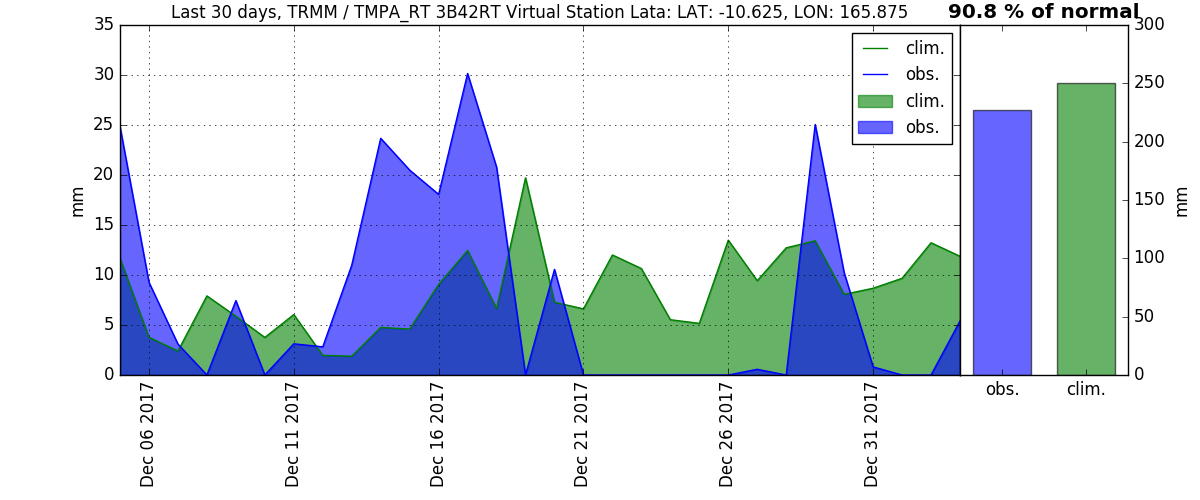 Last 30 days, TRMM / TMPA_RT 3B42RT Virtual Station Lata: LAT: -10.625, LON: 165.875
90.8 % of normal
35
30
25
20
15
10
5
0
mm
clim.
obs.
clim.
obs.
300
250
200
150
100
50
0
mm
Dec 06 2017
Dec 11 2017
Dec 16 2017
Dec 21 2017
Dec 26 2017
Dec 31 2017
obs.
clim.